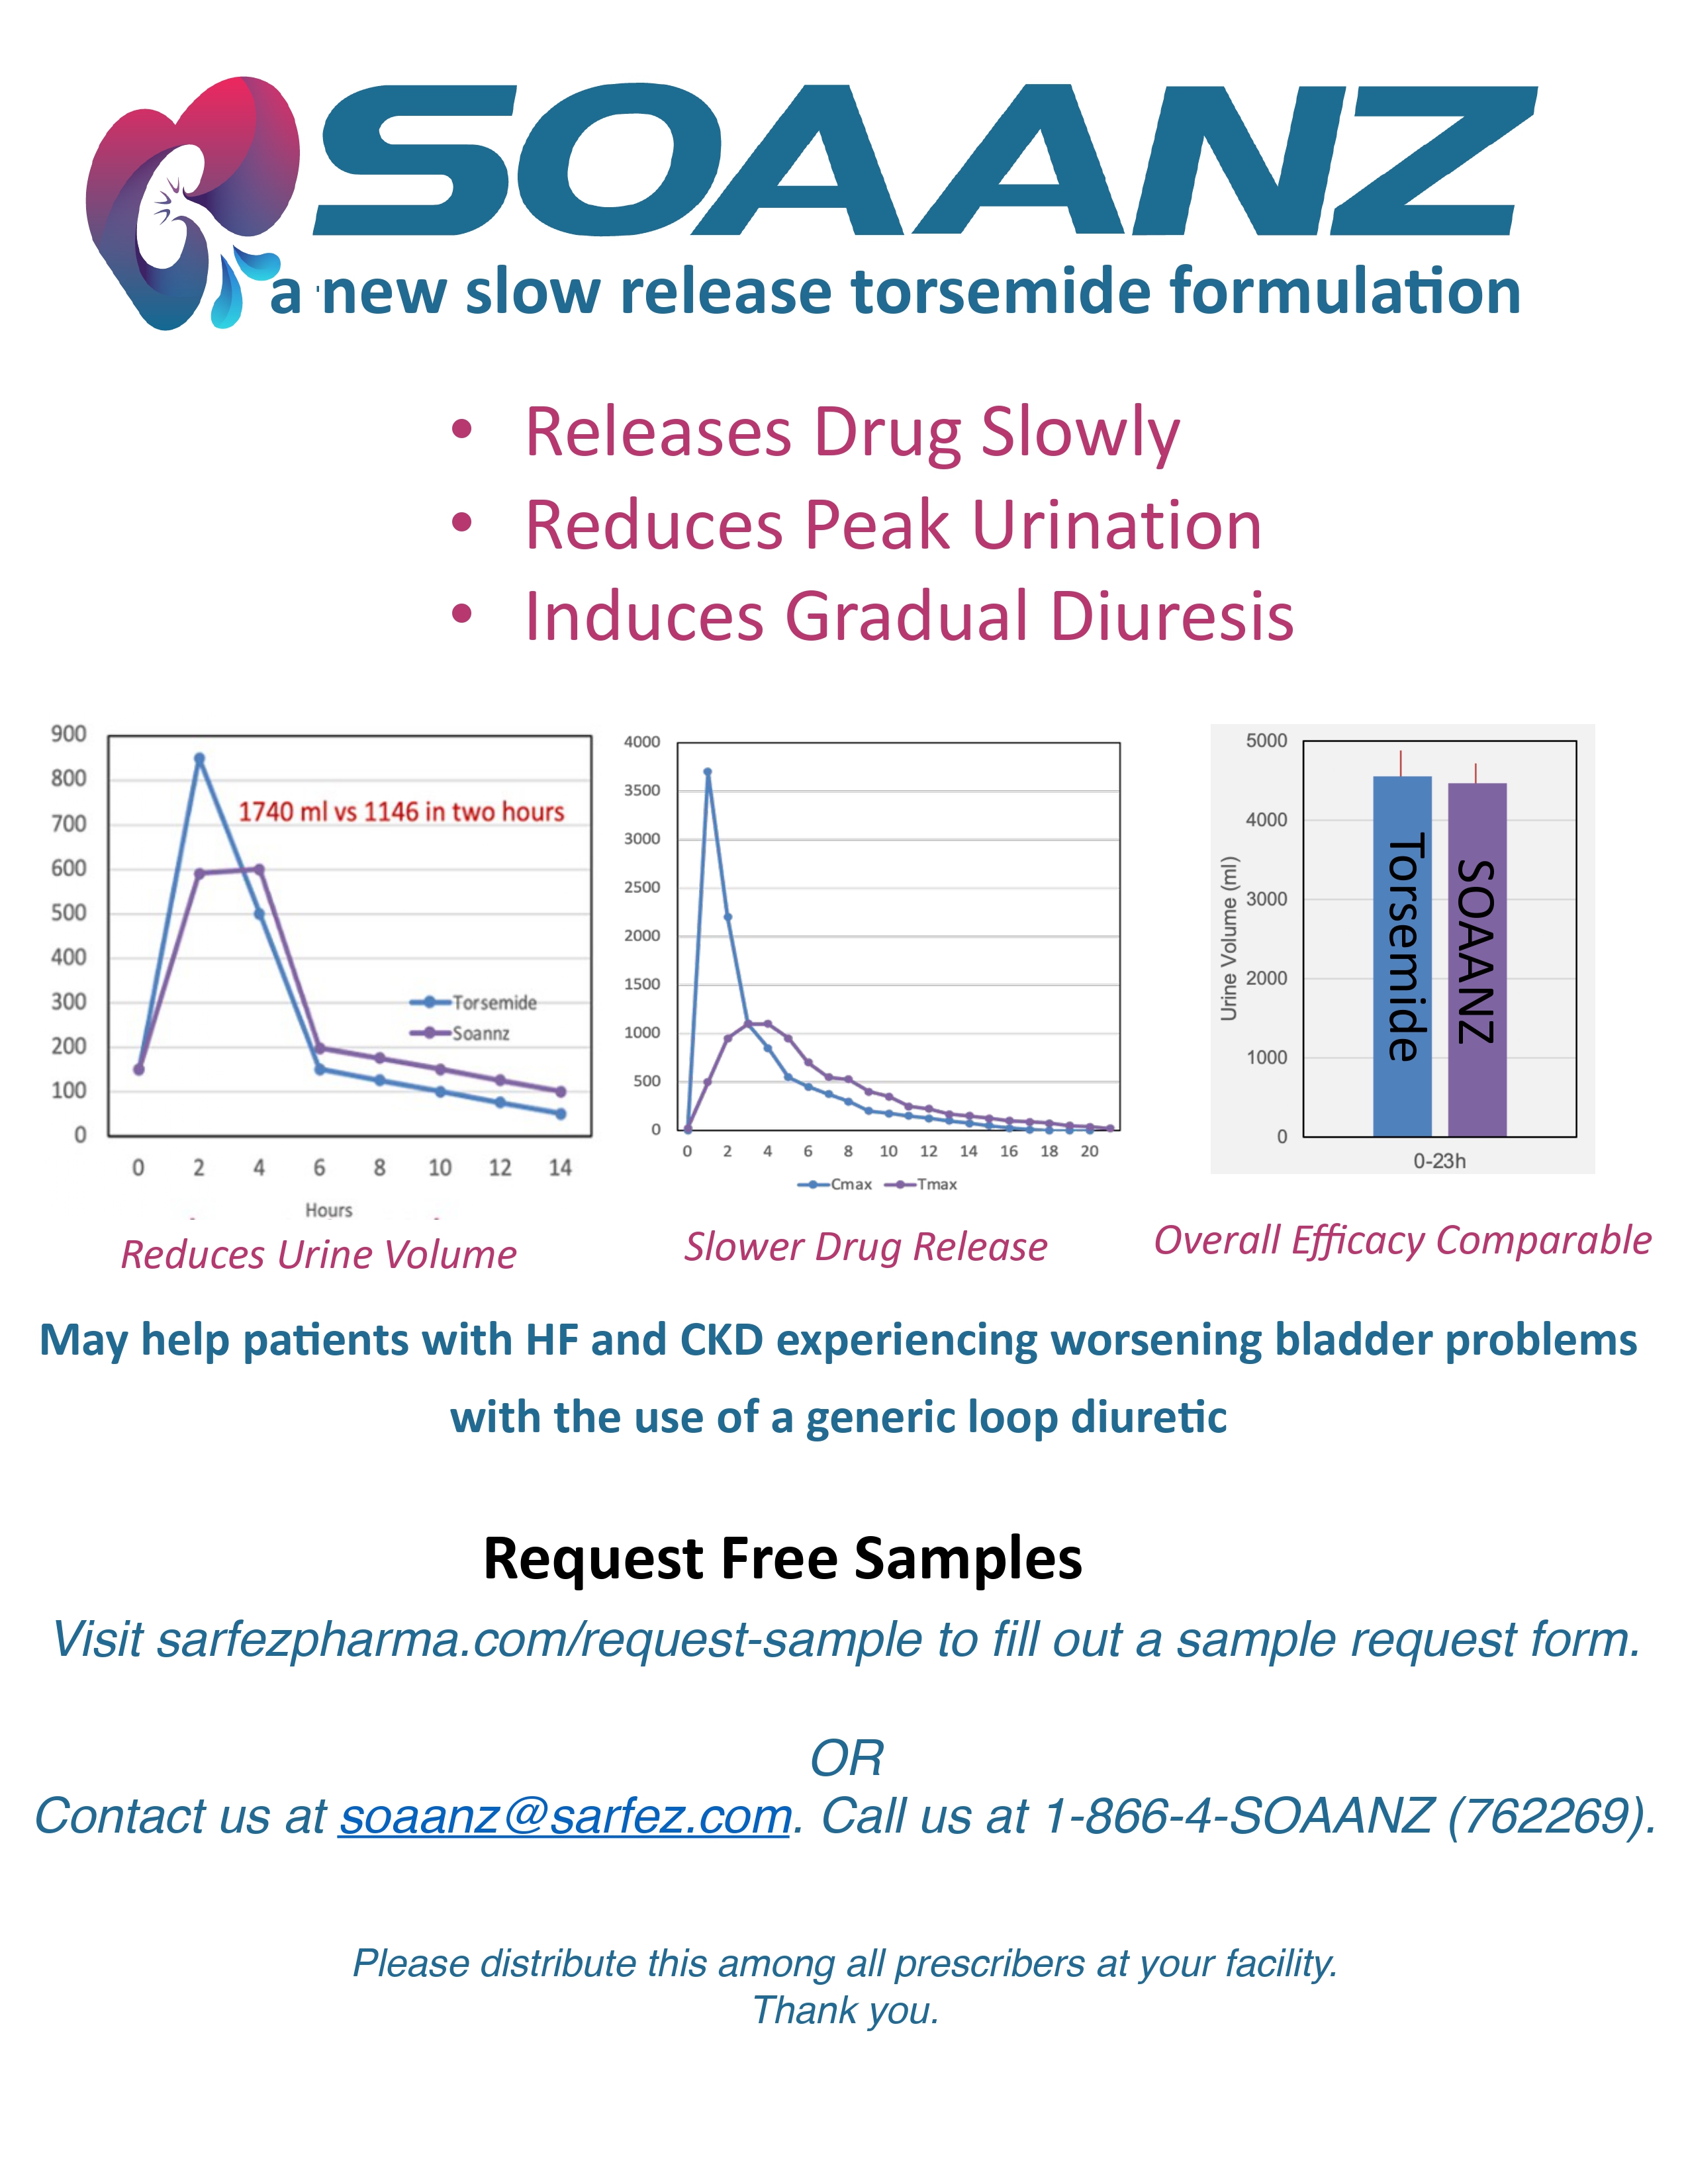 SOAANZ
a new slow release torsemide formulation
• Releases Drug Slowly
• Reduces Peak Urination
• Induces Gradual Diuresis
900
800
700
600
500
400
300
200
100
0
1740 ml vs 1146 in two hours
Torsemide
Soannz
0 2 4 6 8 10 12 14
Hours
Reduces Urine Volume
4000
3500
3000
2500
2000
1500
1000
500
0
0 2 4 6 8 10 12 14 16 18 20
Cmax Tmax
Slower Drug Release
5000
4000
3000
2000
1000
0
Urine Volume (ml)
Torsemide
SOAANZ
0-23h
Overall Efficacy Comparable
May help patients with HF and CKD experiencing worsening bladder problems
with the use of a generic loop diuretic
Request Free Samples
Visit sarfezpharma.com/request-sample to fill out a sample request form.
OR
Contact us at soaanz@sarfez.com. Call us at 1-866-4-SOAANZ (762269).
Please distribute this among all prescribers at your facility.
Thank you.